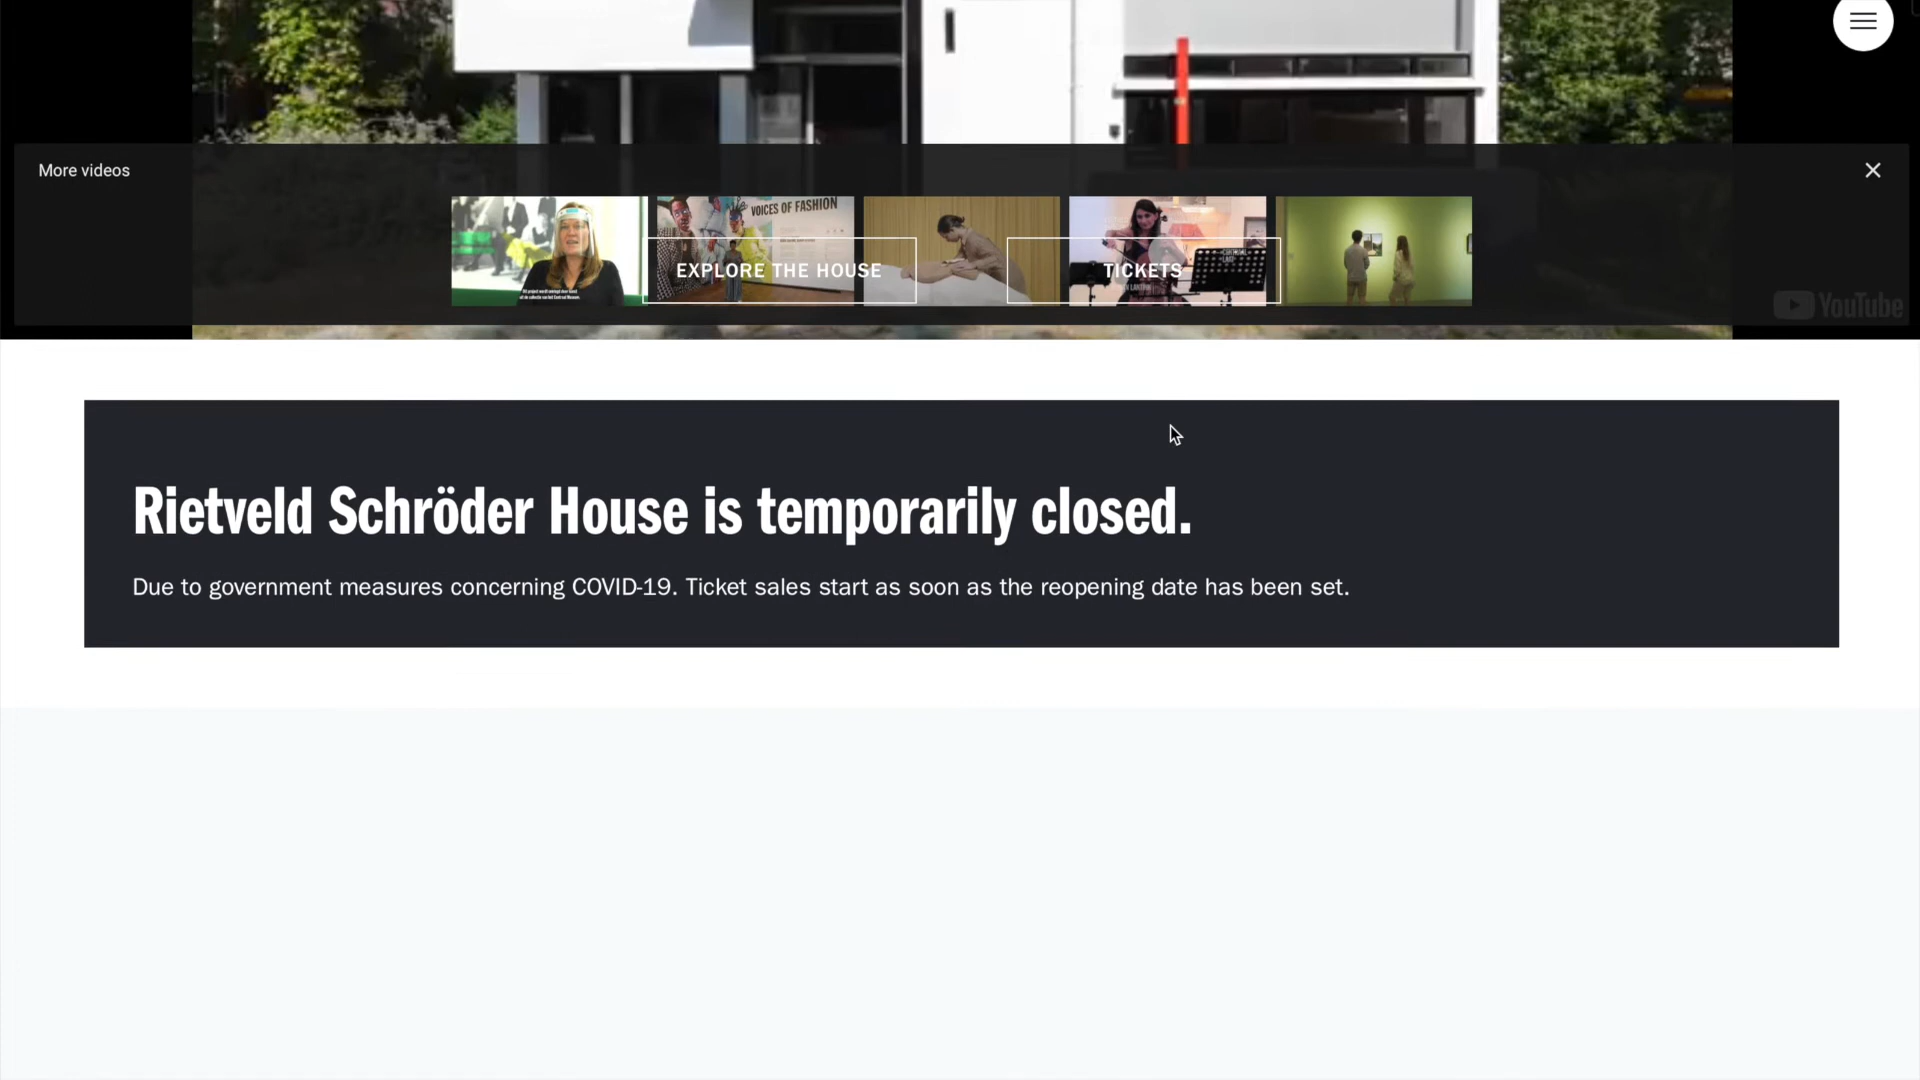 More videos
VOICES OF FASHION
EXPLORE THE HOUSE
TICKETS
YouTube
Rietveld Schröder House is temporarily closed.
Due to government measures concerning COVID-19. Ticket sales start as soon as the reopening date has been set.